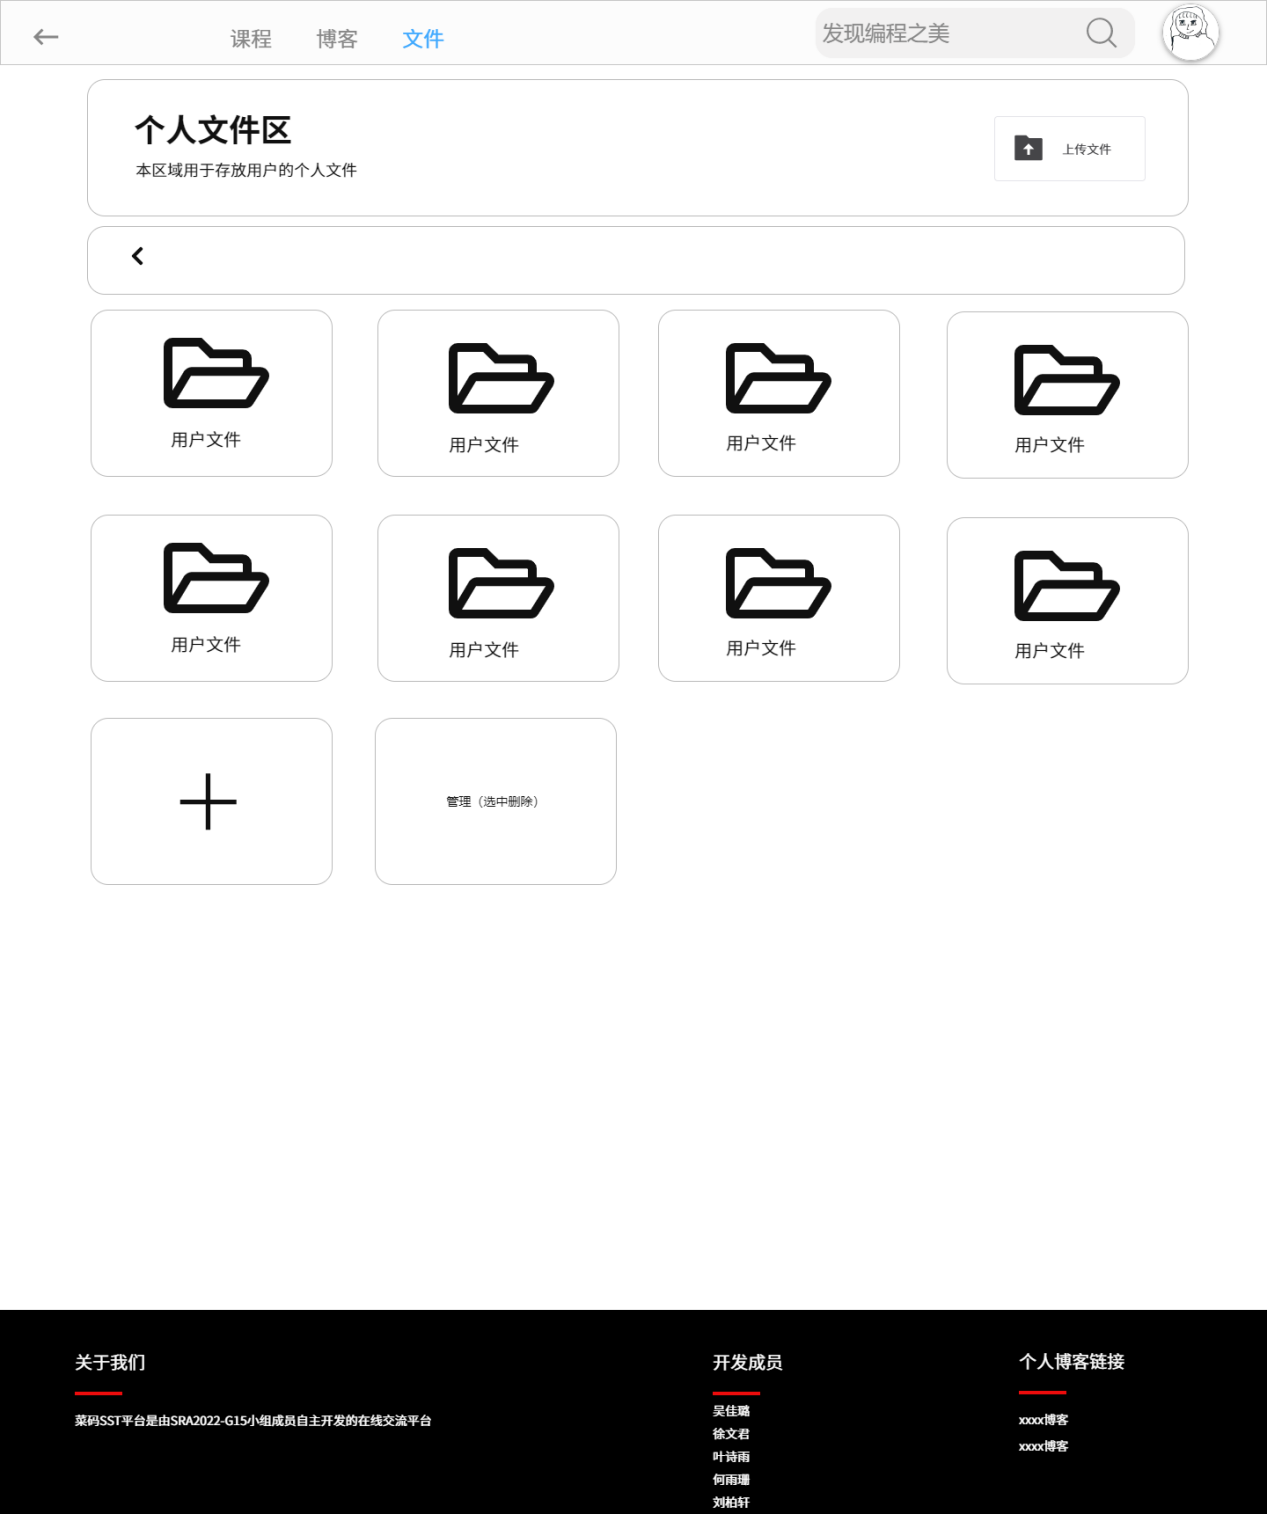 课程 博客 文件 发现编程之美
个人文件区
本区域用于存放用户的个人文件
上传文件
用户文件 用户文件 用户文件 用户文件
用户文件 用户文件 用户文件 用户文件
管理（选中删除）
关于我们
菜码SST平台是由SRA2022-G15小组成员自主开发的在线交流平台
开发成员
吴佳璐
徐文君
叶诗雨
何雨珊
刘柏轩
个人博客链接
xxxx博客
xxxx博客